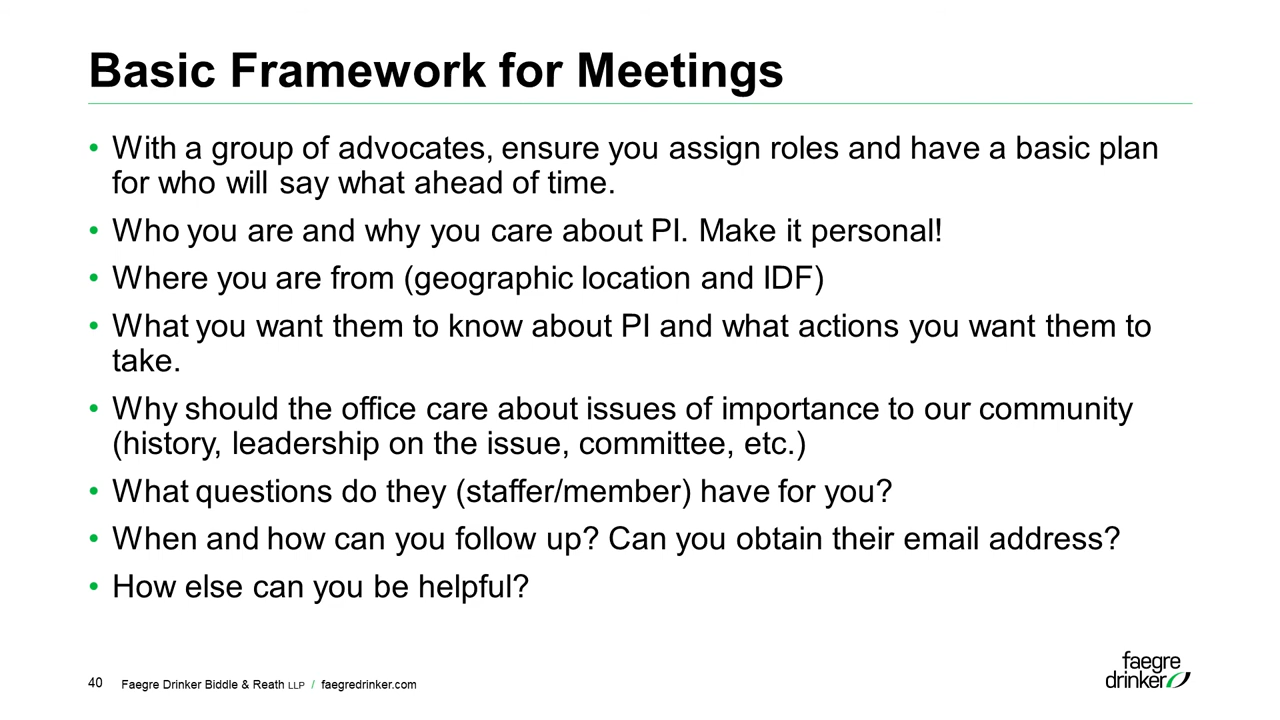 Basic Framework for Meetings
• With a group of advocates, ensure you assign roles and have a basic plan
for who will say what ahead of time.
• Who you are and why you care about PI. Make it personal!
• Where you are from (geographic location and IDF)
• What you want them to know about PI and what actions you want them to
take.
• Why should the office care about issues of importance to our community
(history, leadership on the issue, committee, etc.)
• What questions do they (staffer/member) have for you?
• When and how can you follow up? Can you obtain their email address?
• How else can you be helpful?
40 Faegre Drinker Biddle & Reath LLP / faegredrinker.com
faegre
drinker